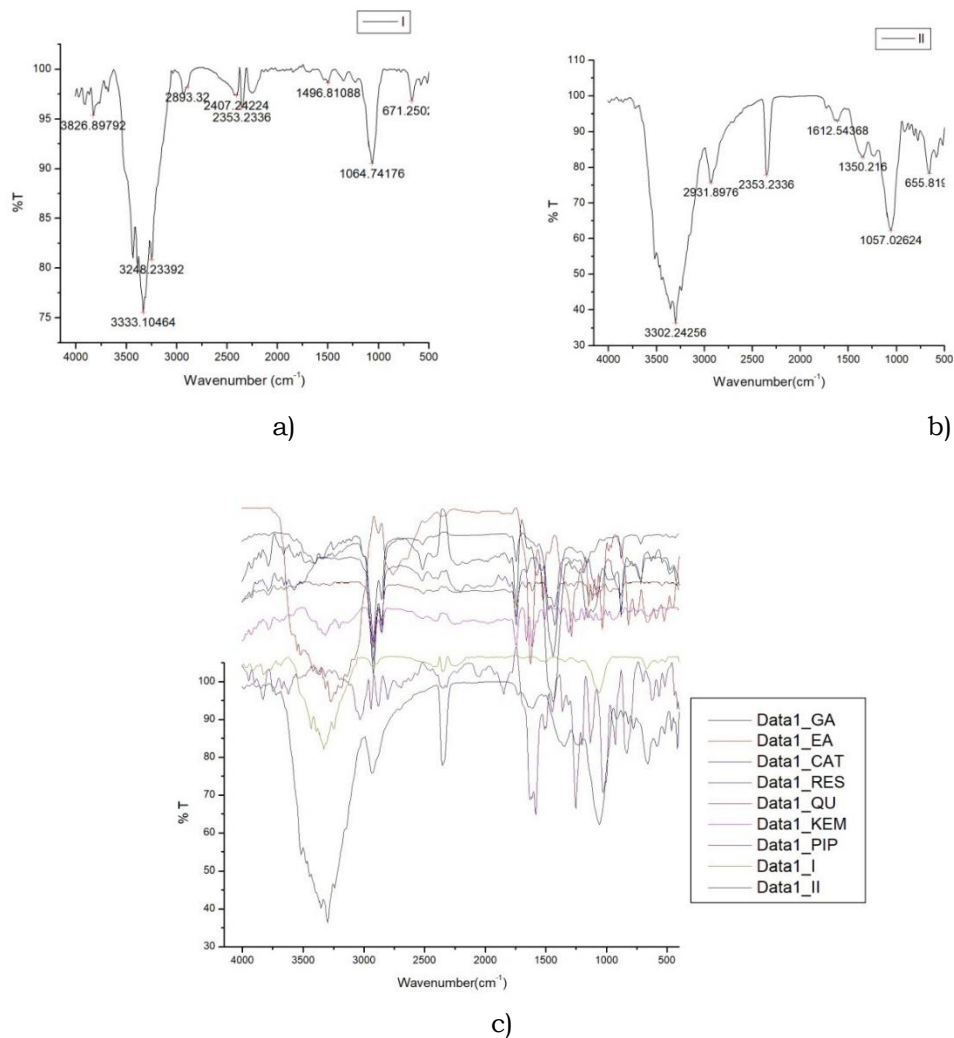 I
100
95
90
85
80
75
%T
3826.89792
2893.32
2407.24224
2353.2336
1496.81088
671.2502
1064.74176
3248.23392
3333.10464
4000 3500 3000 2500 2000 1500 1000 500
Wavenumber (cm-1)
a)
II
110
100
90
80
70
60
50
40
30
% T
1612.54368
2931.8976
2353.2336
1350.216
655.819
1057.02624
3302.24256
4000 3500 3000 2500 2000 1500 1000 500
Wavenumber(cm-1)
b)
100
90
80
70
60
50
40
30
% T
4000 3500 3000 2500 2000 1500 1000 500
Wavenumber(cm-1)
Data1_GA
Data1_EA
Data1_CAT
Data1_RES
Data1_QU
Data1_KEM
Data1_PIP
Data1_I
Data1_II
c)